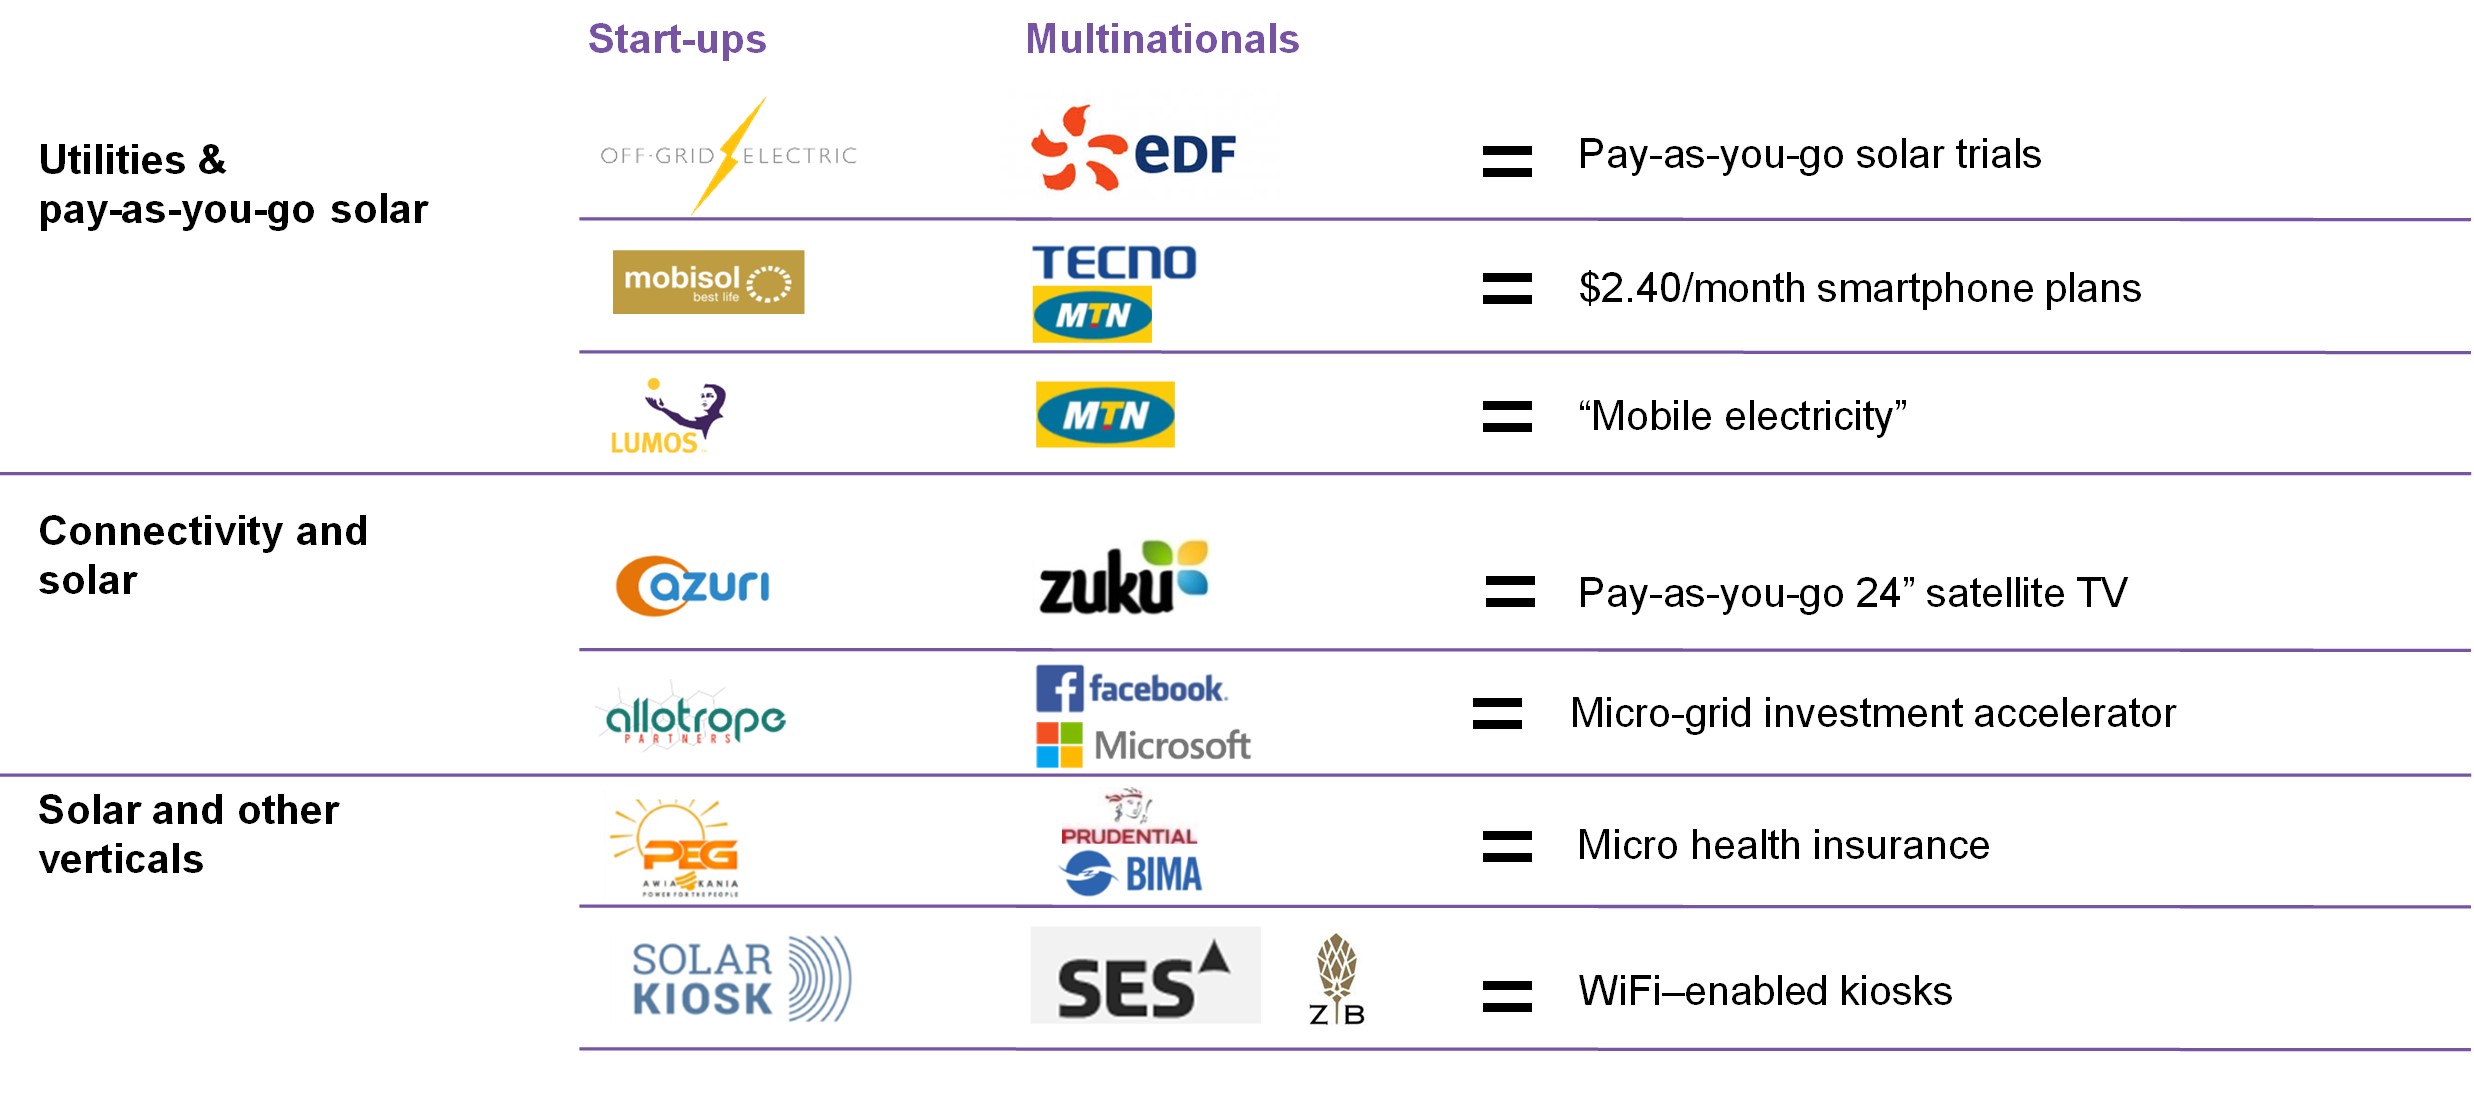 Start-ups Multinationals
Utilities &
pay-as-you-go solar
OFF·GRID ELECTRIC
eDF
= Pay-as-you-go solar trials
mobisol
best life
TECNO
MTN
= $2.40/month smartphone plans
LUMOS
MTN
= “Mobile electricity”
Connectivity and
solar
azuri
zuku
= Pay-as-you-go 24” satellite TV
allotrope
PARTNERS
facebook.
Microsoft
= Micro-grid investment accelerator
Solar and other
verticals
PEG
AWIA KANIA
POWER FOR THE PEOPLE
PRUDENTIAL
BIMA
= Micro health insurance
SOLAR
KIOSK
SES
Z B
= WiFi–enabled kiosks